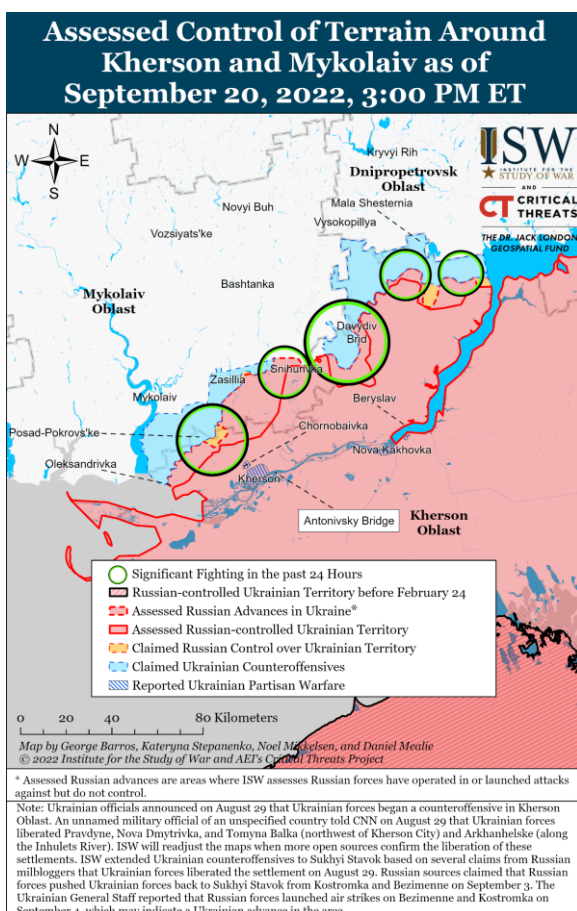 Assessed Control of Terrain Around
Kherson and Mykolaiv as of
September 20, 2022, 3:00 PM ET
N
W E
S
ISW
INSTITUTE FOR THE
STUDY OF WAR
AND
CT CRITICAL
THREATS
THE DR. JACK LONDON
GEOSPATIAL FUND
Kryvyi Rih
Dnipropetrovsk
Oblast
Mala Shesternia
Novyi Buh
Vysokopillya
Vozsiyats'ke
Bashtanka
Mykolaiv
Oblast
Davydiv
Brid
Snihurivka
Zasillia
Mykolaiv
Beryslav
Posad-Pokrovs'ke
Chornobaivka
Oleksandrivka
Nova Kakhovka
Kherson
Kherson
Oblast
Antonivsky Bridge
Significant Fighting in the past 24 Hours
Russian-controlled Ukrainian Territory before February 24
Assessed Russian Advances in Ukraine*
Assessed Russian-controlled Ukrainian Territory
Claimed Russian Control over Ukrainian Territory
Claimed Ukrainian Counteroffensives
Reported Ukrainian Partisan Warfare
0 20 40 80 Kilometers
Map by George Barros, Kateryna Stepanenko, Noel Mikkelsen, and Daniel Mealie
© 2022 Institute for the Study of War and AEI's Critical Threats Project
* Assessed Russian advances are areas where ISW assesses Russian forces have operated in or launched attacks
against but do not control.
Note: Ukrainian officials announced on August 29 that Ukrainian forces began a counteroffensive in Kherson
Oblast. An unnamed military official of an unspecified country told CNN on August 29 that Ukrainian forces
liberated Pravdyne, Nova Dmytrivka, and Tomyna Balka (northwest of Kherson City) and Arkhanhelske (along
the Inhulets River). ISW will readjust the maps when more open sources confirm the liberation of these
settlements. ISW extended Ukrainian counteroffensives to Sukhyi Stavok based on several claims from Russian
milbloggers that Ukrainian forces liberated the settlement on August 29. Russian sources claimed that Russian
forces pushed Ukrainian forces back to Sukhyi Stavok from Kostromka and Bezimenne on September 3. The
Ukrainian General Staff reported that Russian forces launched air strikes on Bezimenne and Kostromka on
September 4, which may indicate a Ukrainian advance in the area.